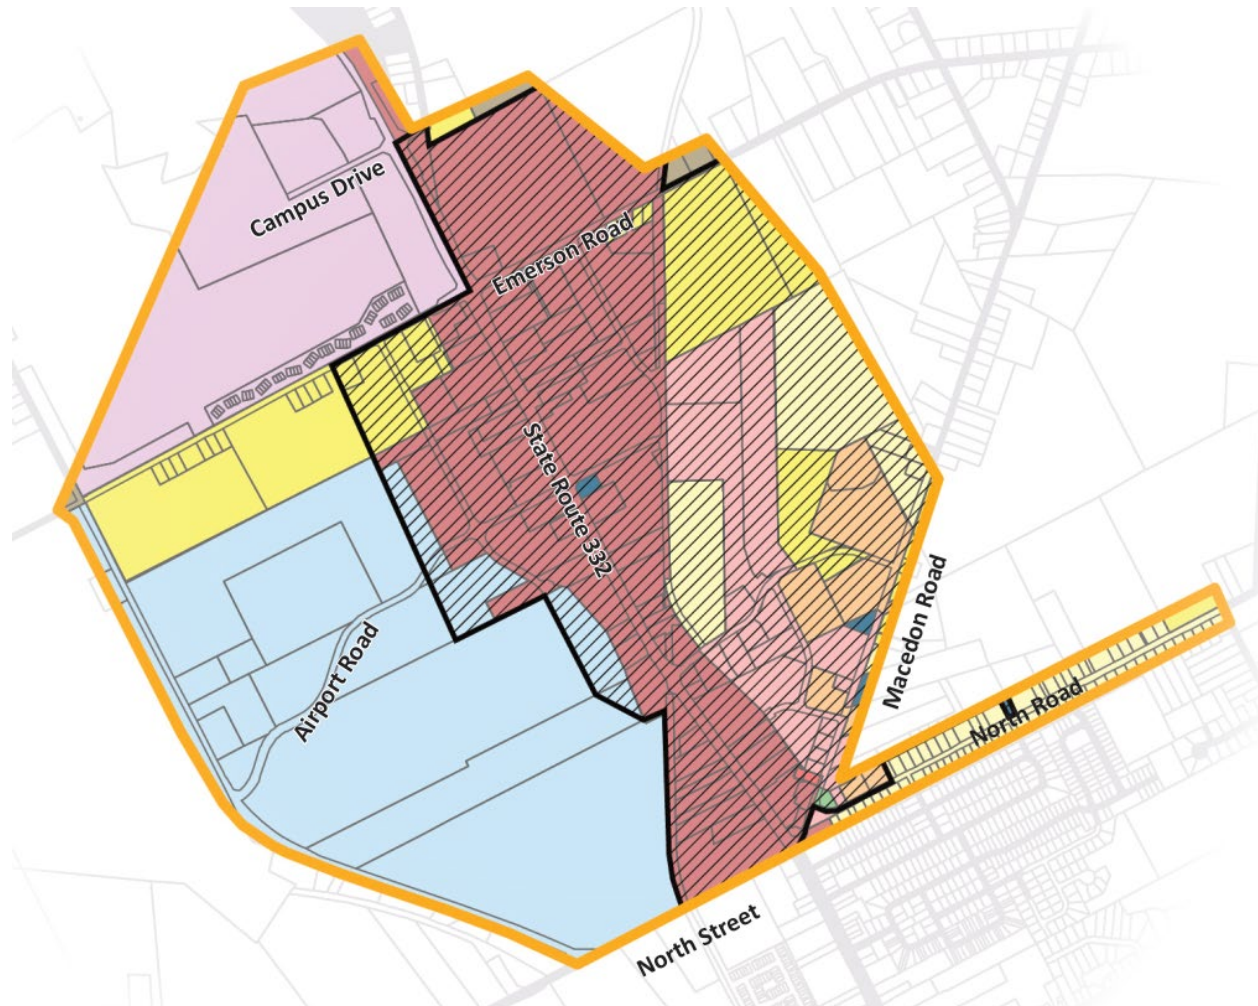 Campus Drive
Emerson Road
State Route 332
Macedon Road
Airport Road
North Road
North Street